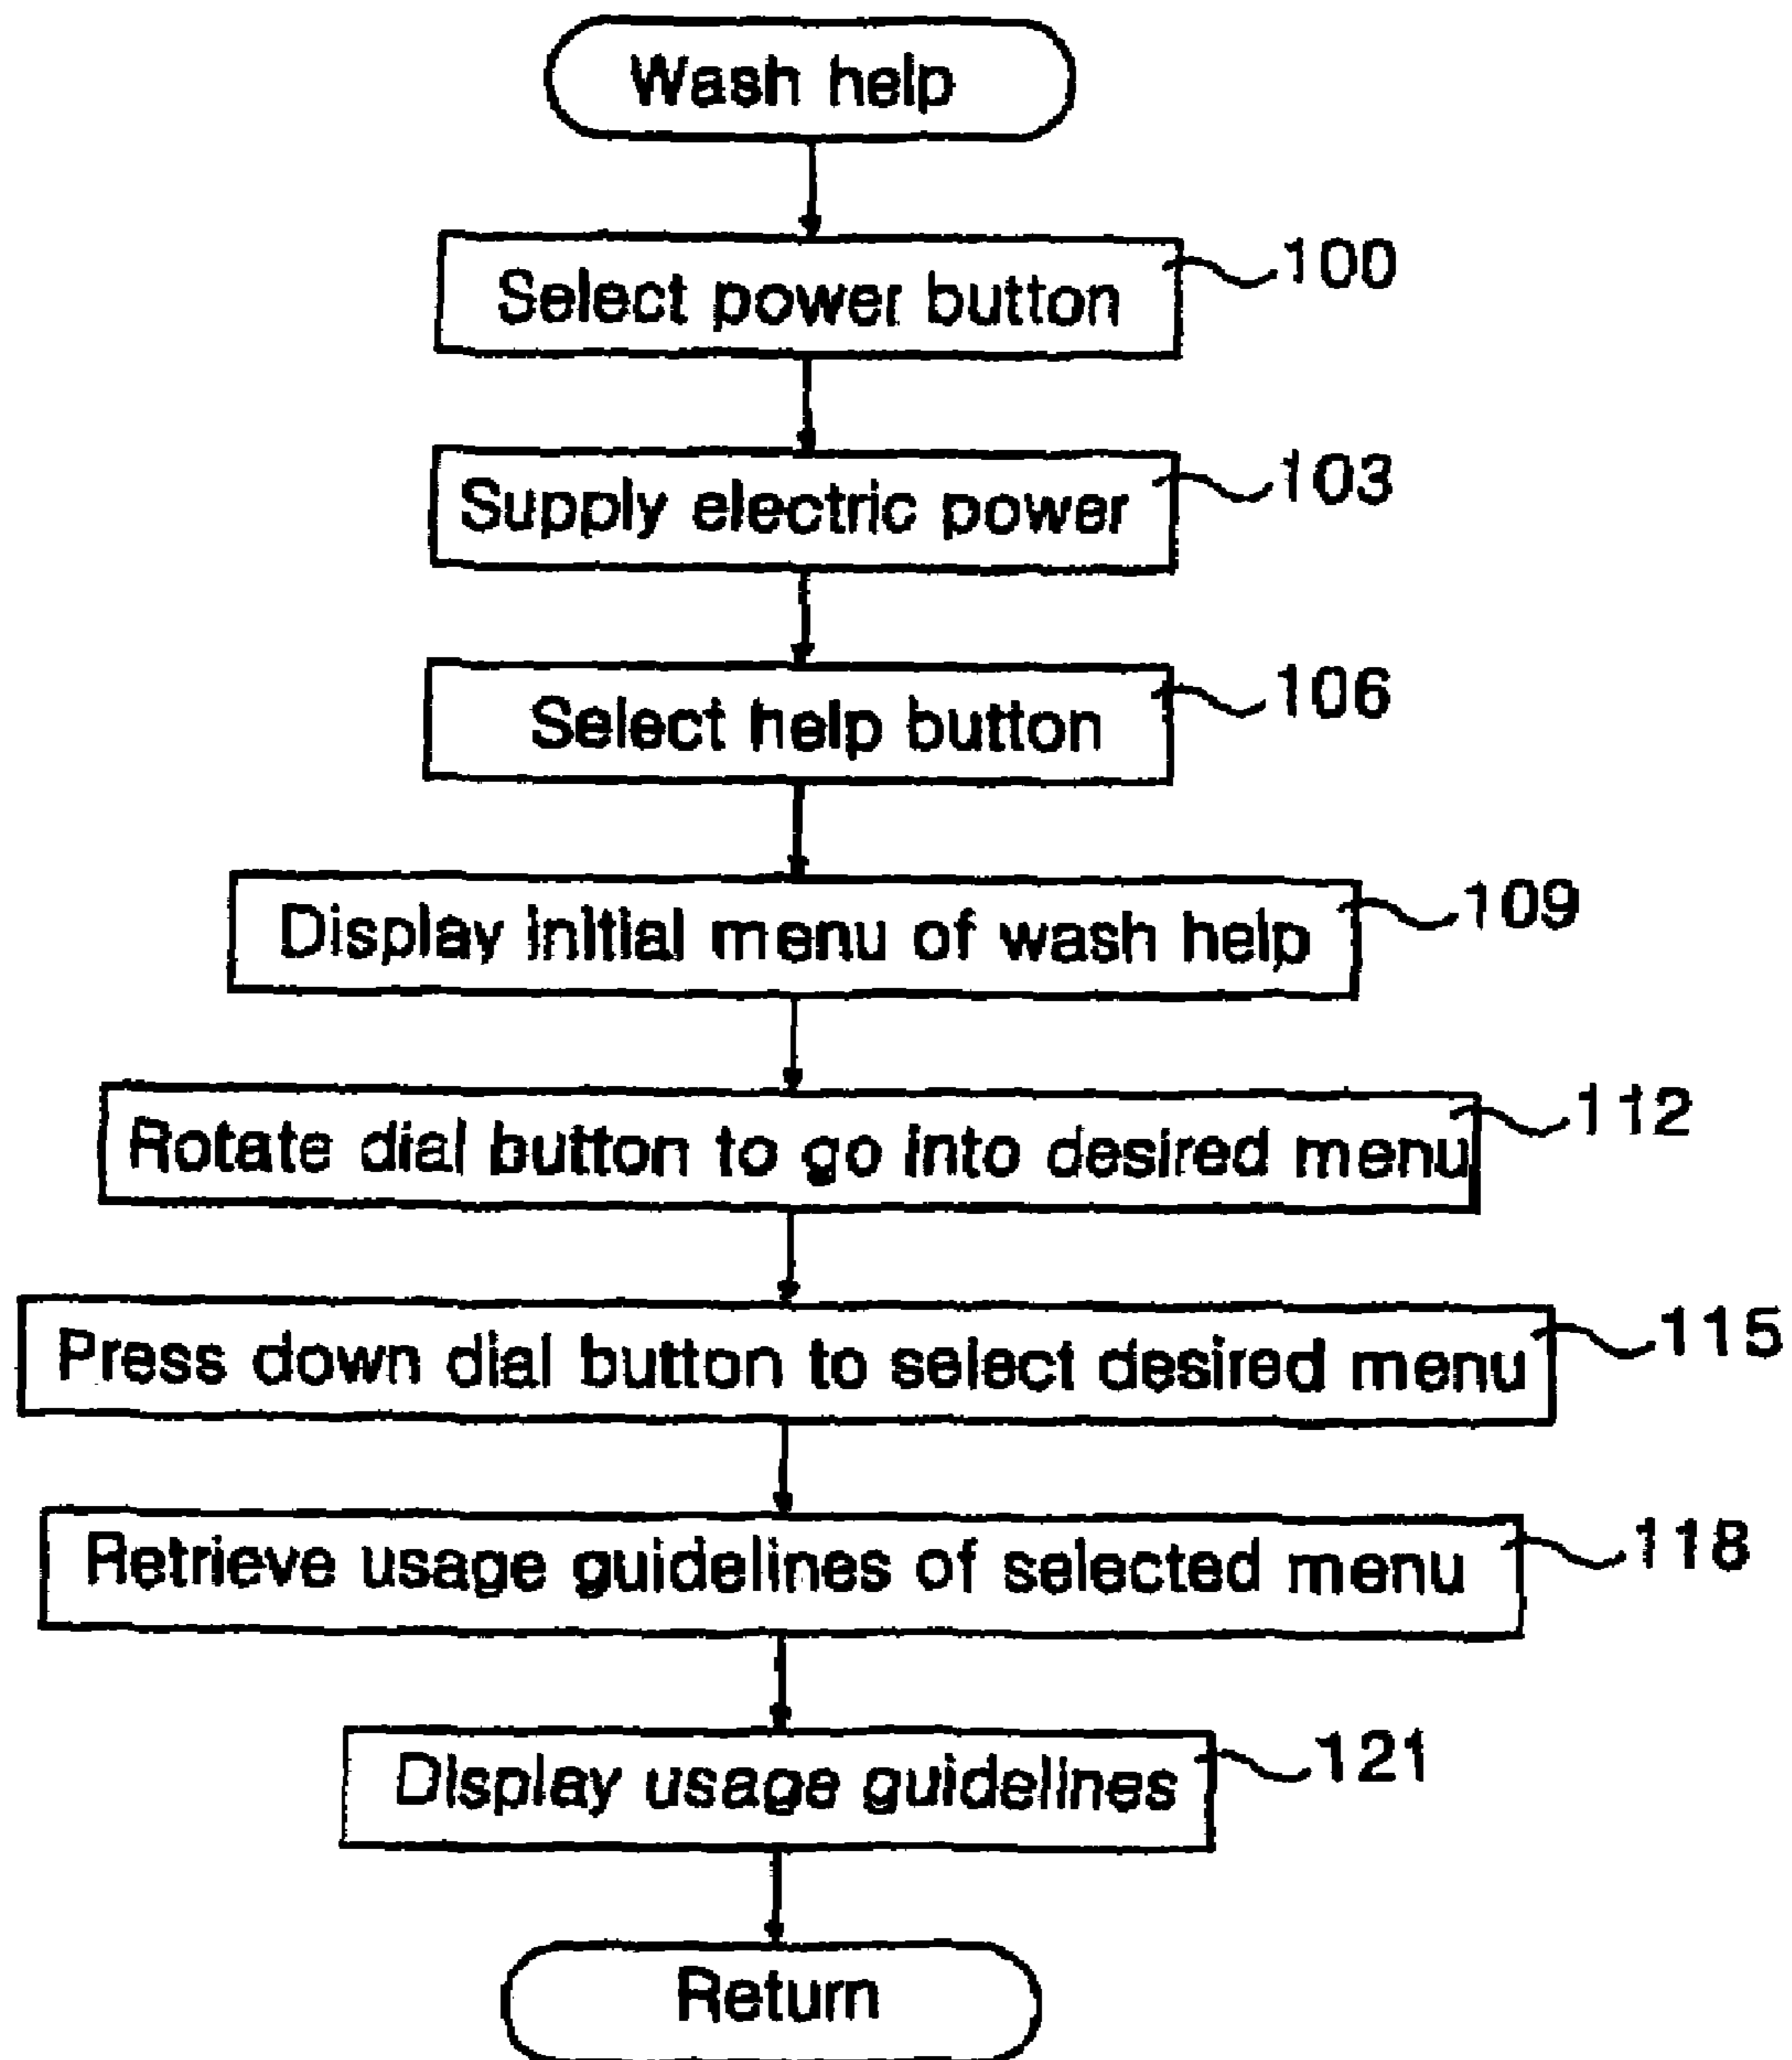 Wash help
Select power button
100
Supply electric power
103
Select help button
106
Display initial menu of wash help
109
Rotate dial button to go into desired menu
112
Press down dial button to select desired menu
115
Retrieve usage guidelines of selected menu
118
Display usage guidelines
121
Return